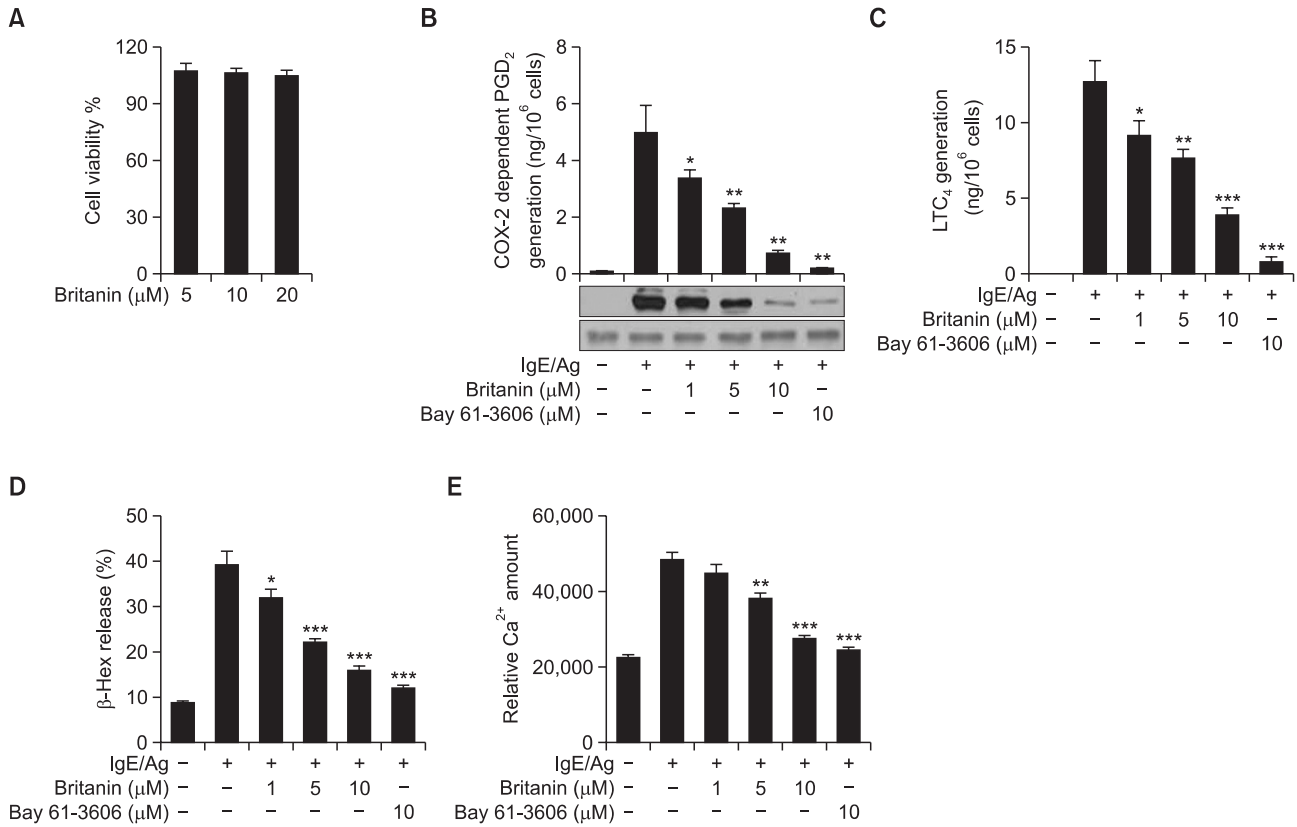 A
Cell viability %
120
90
60
30
0
Britanin (μM) 5 10 20
B
COX-2 dependent PGD2
generation (ng/10^6 cells)
8
6
4
2
0
*
**
**
**
IgE/Ag – + + + + +
Britanin (μM) – – 1 5 10 –
Bay 61-3606 (μM) – – – – – 10
C
LTC4 generation
(ng/10^6 cells)
15
10
5
0
*
**
***
***
IgE/Ag – + + + + +
Britanin (μM) – – 1 5 10 –
Bay 61-3606 (μM) – – – – – 10
D
β-Hex release (%)
50
40
30
20
10
0
*
***
***
***
IgE/Ag – + + + + +
Britanin (μM) – – 1 5 10 –
Bay 61-3606 (μM) – – – – – 10
E
Relative Ca2+ amount
60,000
40,000
20,000
0
**
***
***
IgE/Ag – + + + + +
Britanin (μM) – – 1 5 10 –
Bay 61-3606 (μM) – – – – – 10